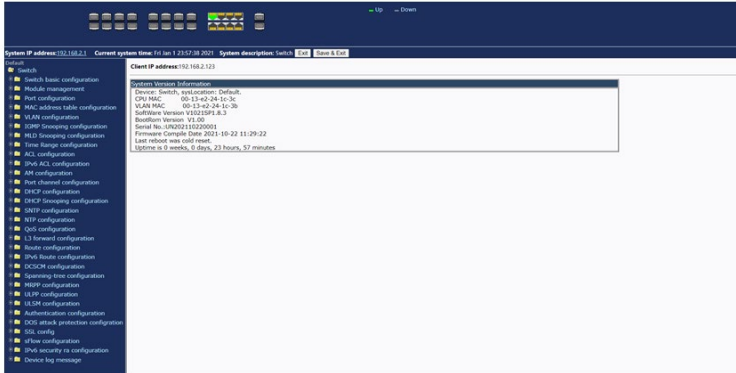 Up Down
System IP address:192.168.2.1 Current system time: Fri Jan 1 23:57:38 2021 System description: Switch Exit Save & Exit
Default
Switch
Switch basic configuration
Module management
Port configuration
MAC address table configuration
VLAN configuration
IGMP Snooping configuration
MLD Snooping configuration
Time Range configuration
ACL configuration
IPv6 ACL configuration
AM configuration
Port channel configuration
DHCP configuration
DHCP Snooping configuration
SNTP configuration
NTP configuration
QoS configuration
L3 forward configuration
Route configuration
IPv6 Route configuration
DCSCM configuration
Spanning-tree configuration
MRPP configuration
ULPP configuration
ULSM configuration
Authentication configuration
DOS attack protection configration
SSL config
sFlow configuration
IPv6 security ra configuration
Device log message
Client IP address:192.168.2.123
System Version Information
Device: Switch, sysLocation: Default.
CPU MAC 00-13-e2-24-1c-3c
VLAN MAC 00-13-e2-24-1c-3b
SoftWare Version V1021SP1.8.3
BootRom Version V1.00
Serial No.:UN202110220001
Firmware Compile Date 2021-10-22 11:29:22
Last reboot was cold reset.
Uptime is 0 weeks, 0 days, 23 hours, 57 minutes